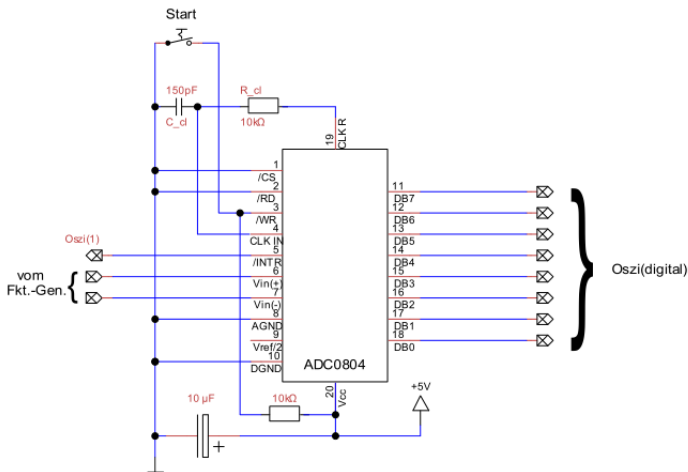 Start
150pF
C_cl
R_cl
10kΩ
19
CLK R
1
/CS
2
/RD
3
/WR
4
CLK IN
5
/INTR
6
Vin(+)
7
Vin(-)
8
AGND
9
Vref/2
10
DGND
11
DB7
12
DB6
13
DB5
14
DB4
15
DB3
16
DB2
17
DB1
18
DB0
Oszi(1)
vom
Fkt.-Gen.
{
}
Oszi(digital)
ADC0804
20
Vcc
10 µF
+
10kΩ
+5V